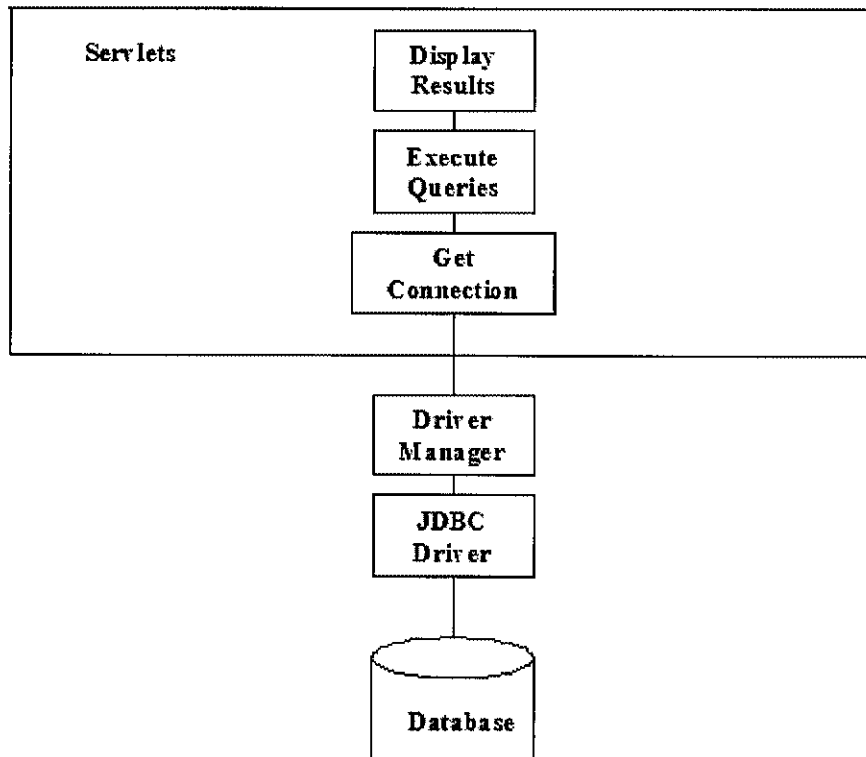 Servlets
Display
Results
Execute
Queries
Get
Connection
Driver
Manager
JDBC
Driver
Database